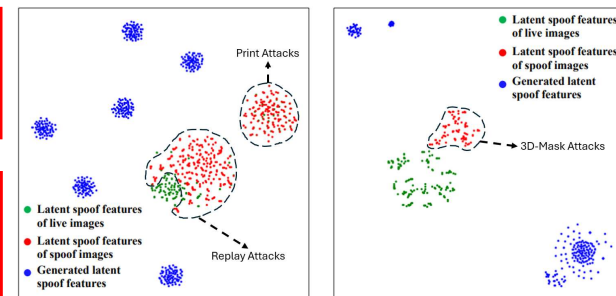 Print Attacks
Latent spoof features
of live images
Latent spoof features
of spoof images
Generated latent
spoof features
Replay Attacks
Latent spoof features
of live images
Latent spoof features
of spoof images
Generated latent
spoof features
3D-Mask Attacks